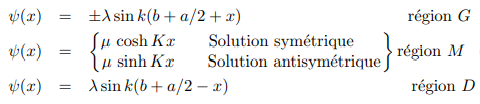 ψ(x) = ±λ sin k(b + a/2 + x) région G
ψ(x) = { μ cosh Kx Solution symétrique
μ sinh Kx Solution antisymétrique } région M
ψ(x) = λ sin k(b + a/2 − x) région D